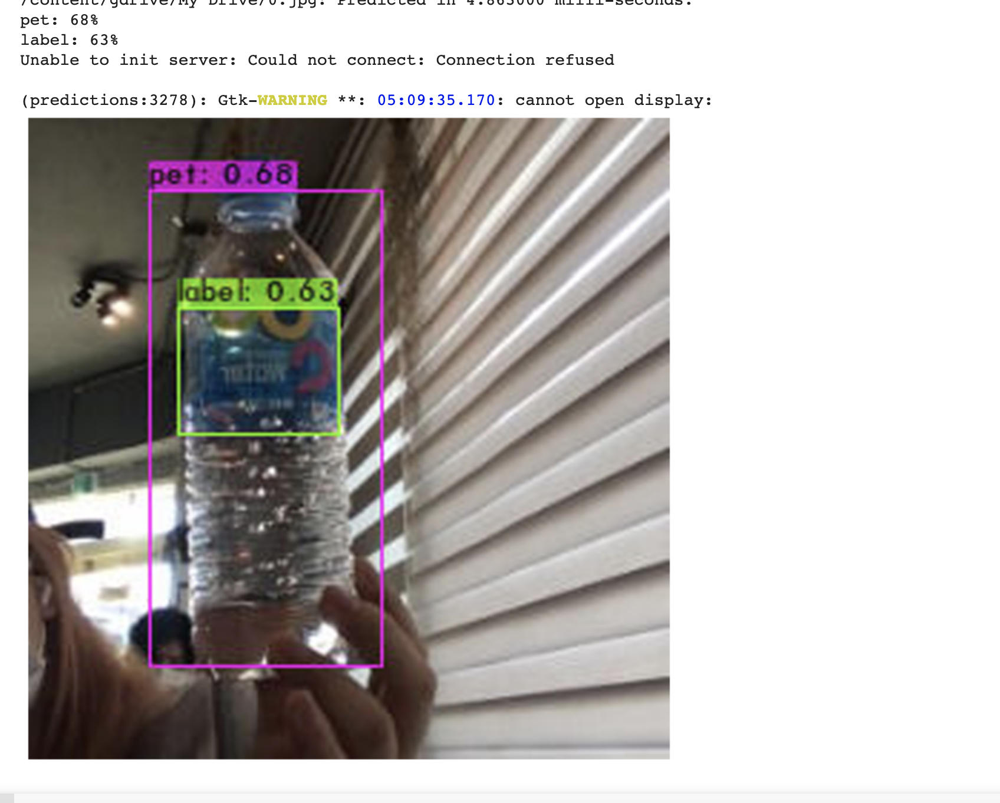 /content/gdrive/My Drive/0.jpg: Predicted in 4.863000 milli-seconds.
pet: 68%
label: 63%
Unable to init server: Could not connect: Connection refused
(predictions:3278): Gtk-WARNING **: 05:09:35.170: cannot open display:
pet: 0.68
label: 0.63